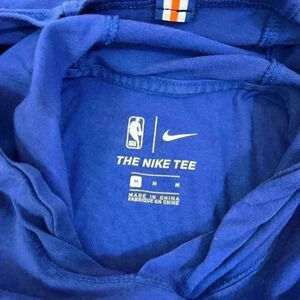 THE NIKE TEE
M M M
MADE IN CHINA
FABRIQUÉ EN CHINE